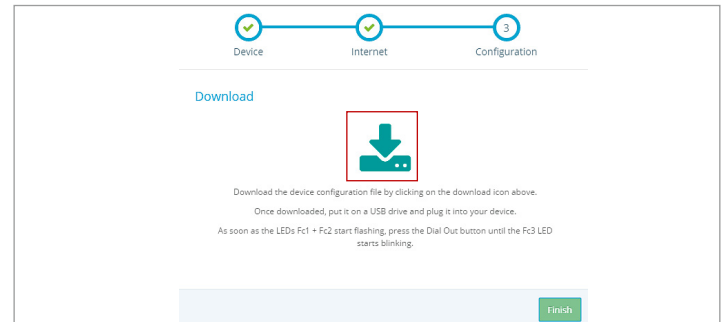 3
Device
Internet
Configuration
Download
Download the device configuration file by clicking on the download icon above.
Once downloaded, put it on a USB drive and plug it into your device.
As soon as the LEDs Fc1 + Fc2 start flashing, press the Dial Out button until the Fc3 LED
starts blinking.
Finish